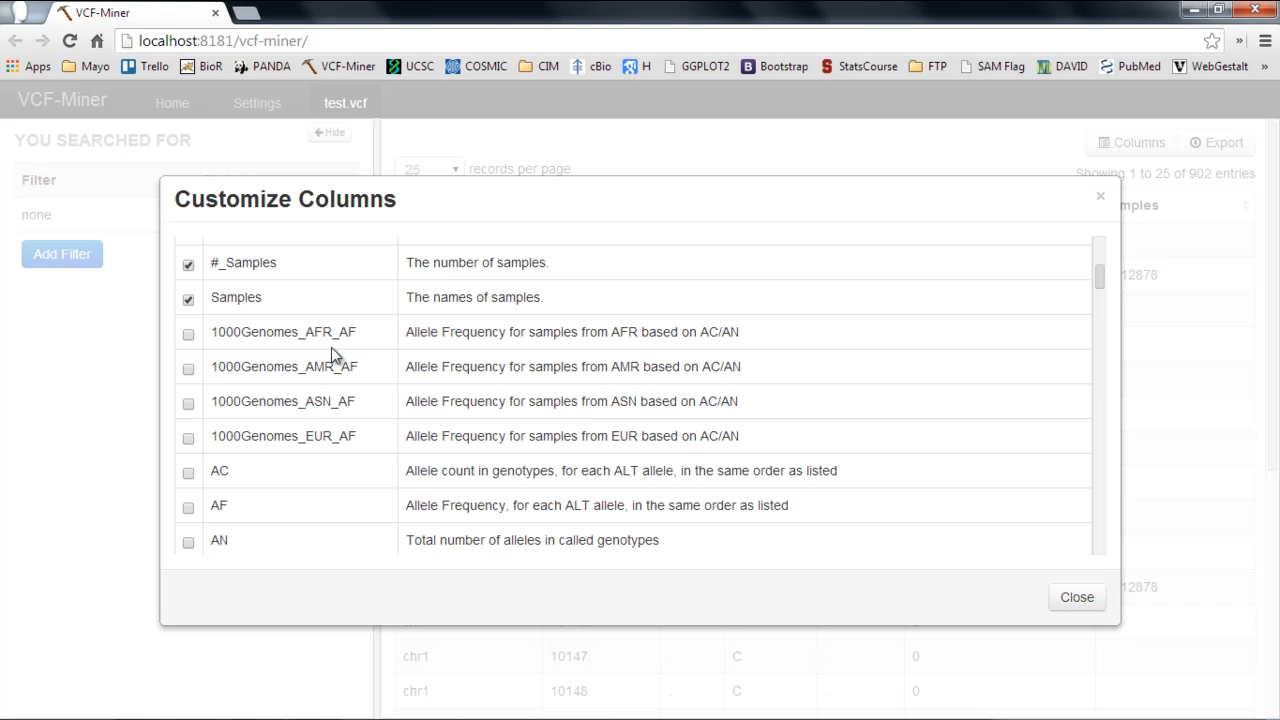 VCF-Miner
localhost:8181/vcf-miner/
Apps Mayo Trello BioR PANDA VCF-Miner UCSC COSMIC CIM cBio H GGPLOT2 Bootstrap StatsCourse FTP SAM Flag DAVID PubMed WebGestalt »
VCF-Miner Home Settings test.vcf
YOU SEARCHED FOR
Hide
Columns Export
Filter
25 records per page
Showing 1 to 25 of 902 entries
none
mples
Add Filter
12878
Customize Columns
×
#_Samples The number of samples.
Samples The names of samples.
1000Genomes_AFR_AF Allele Frequency for samples from AFR based on AC/AN
1000Genomes_AMR_AF Allele Frequency for samples from AMR based on AC/AN
1000Genomes_ASN_AF Allele Frequency for samples from ASN based on AC/AN
1000Genomes_EUR_AF Allele Frequency for samples from EUR based on AC/AN
AC Allele count in genotypes, for each ALT allele, in the same order as listed
AF Allele Frequency, for each ALT allele, in the same order as listed
AN Total number of alleles in called genotypes
Close
12878
chr1 10147 . C . 0
chr1 10148 . C . 0